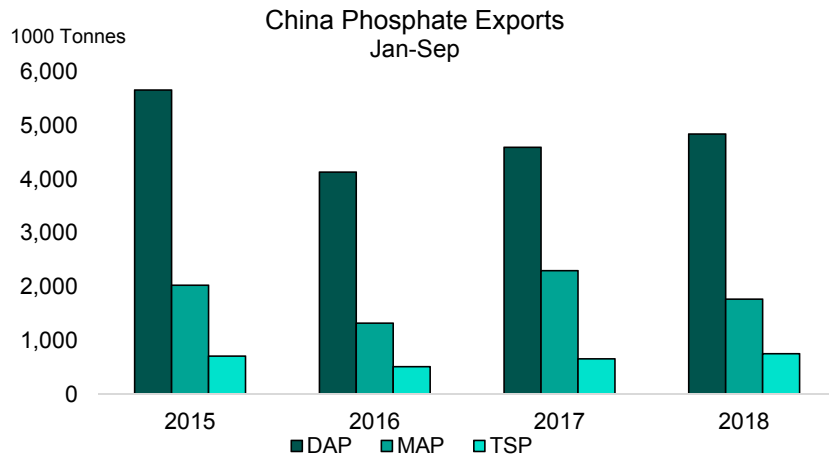 China Phosphate Exports
Jan-Sep
1000 Tonnes
6,000
5,000
4,000
3,000
2,000
1,000
0
2015 2016 2017 2018
DAP MAP TSP